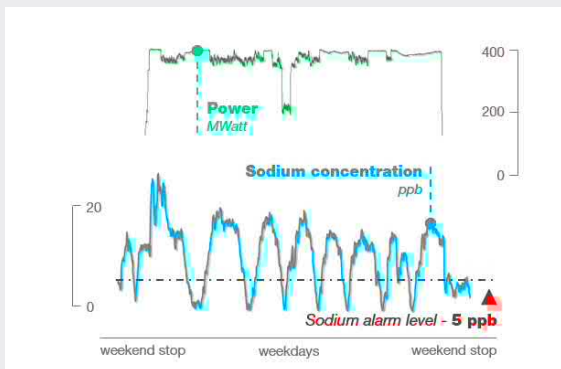 400
Power
MWatt
200
Sodium concentration
0
ppb
20
0
Sodium alarm level - 5 ppb
weekend stop weekdays weekend stop